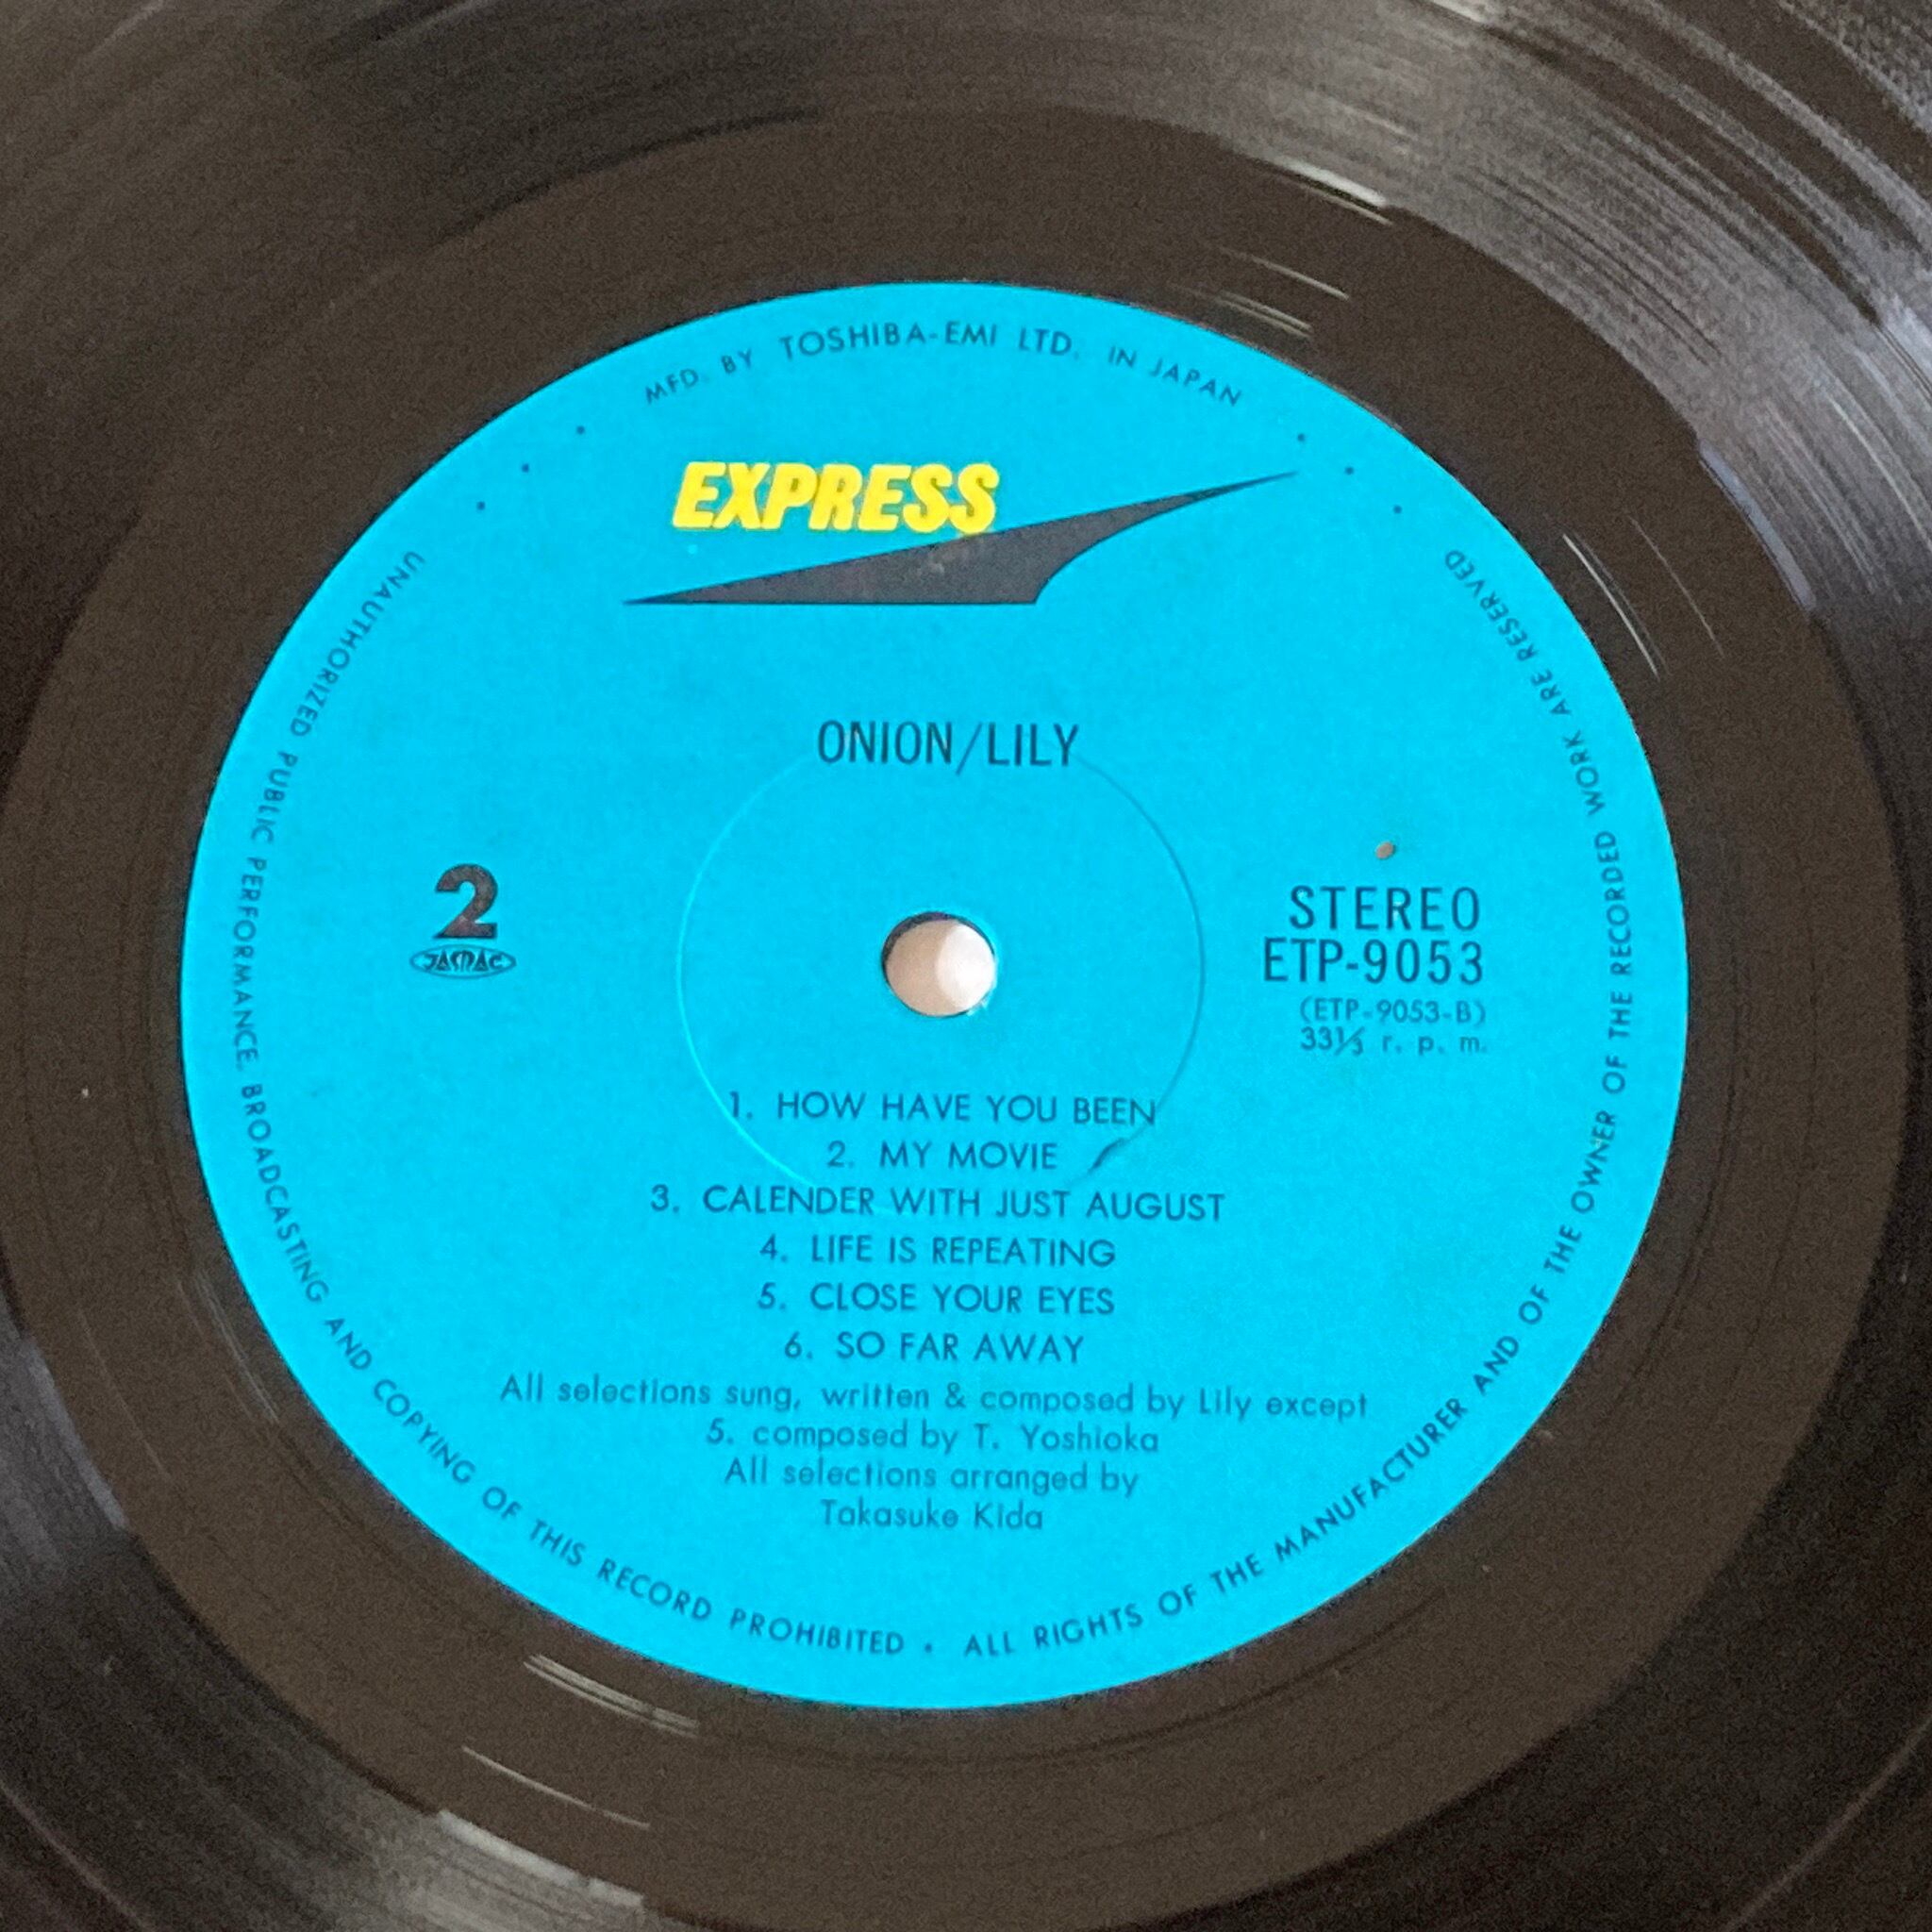 MFD. BY TOSHIBA-EMI LTD. IN JAPAN
EXPRESS
ONION/LILY
2
JASRAC
STEREO
ETP-9053
(ETP-9053-B)
33⅓ r. p. m.
1. HOW HAVE YOU BEEN
2. MY MOVIE
3. CALENDER WITH JUST AUGUST
4. LIFE IS REPEATING
5. CLOSE YOUR EYES
6. SO FAR AWAY
All selections sung, written & composed by Lily except
5. composed by T. Yoshioka
All selections arranged by
Takasuke Kida
UNAUTHORIZED PUBLIC PERFORMANCE. BROADCASTING AND COPYING OF THIS RECORD PROHIBITED • ALL RIGHTS OF THE MANUFACTURER AND OF THE OWNER OF THE RECORDED WORK ARE RESERVED